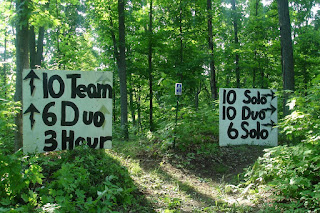 ↑ 10 Team
↑ 6 Duo
3 Hour
10 Solo →
10 Duo →
6 Solo →